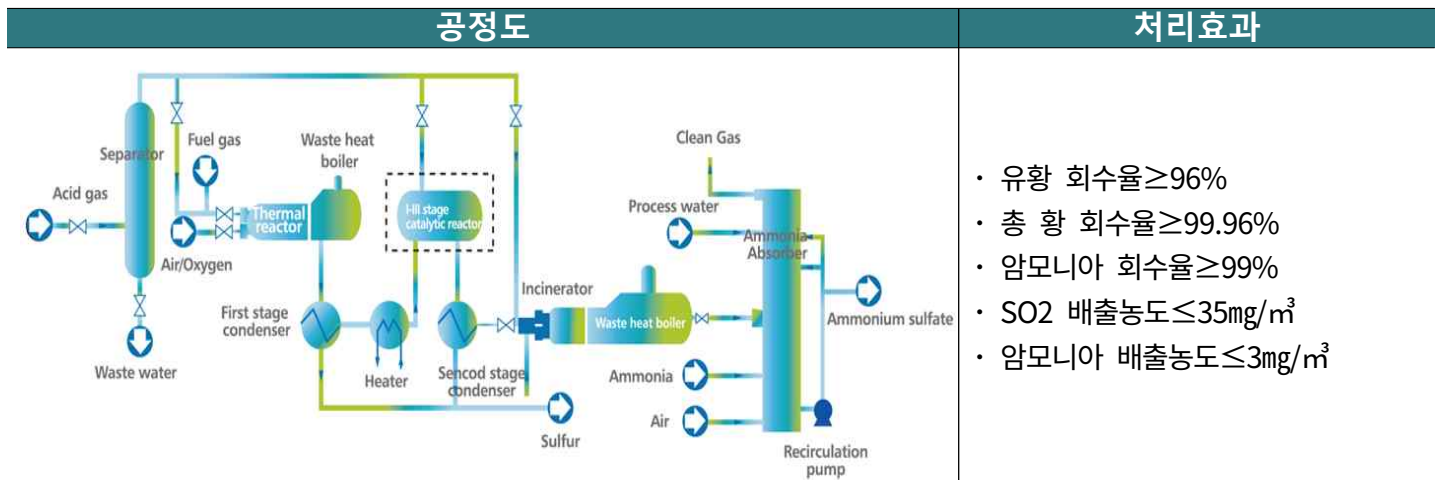 공정도
처리효과
Fuel gas
Waste heat
boiler
Separator
Acid gas
Thermal
reactor
I-III stage
catalytic reactor
Air/Oxygen
First stage
condenser
Waste water
Heater
Sencod stage
condenser
Sulfur
Incinerator
Waste heat boiler
Clean Gas
Process water
Ammonia
Absorber
Ammonium sulfate
Ammonia
Air
Recirculation
pump
· 유황 회수율≥96%
· 총 황 회수율≥99.96%
· 암모니아 회수율≥99%
· SO2 배출농도≤35㎎/㎥
· 암모니아 배출농도≤3㎎/㎥